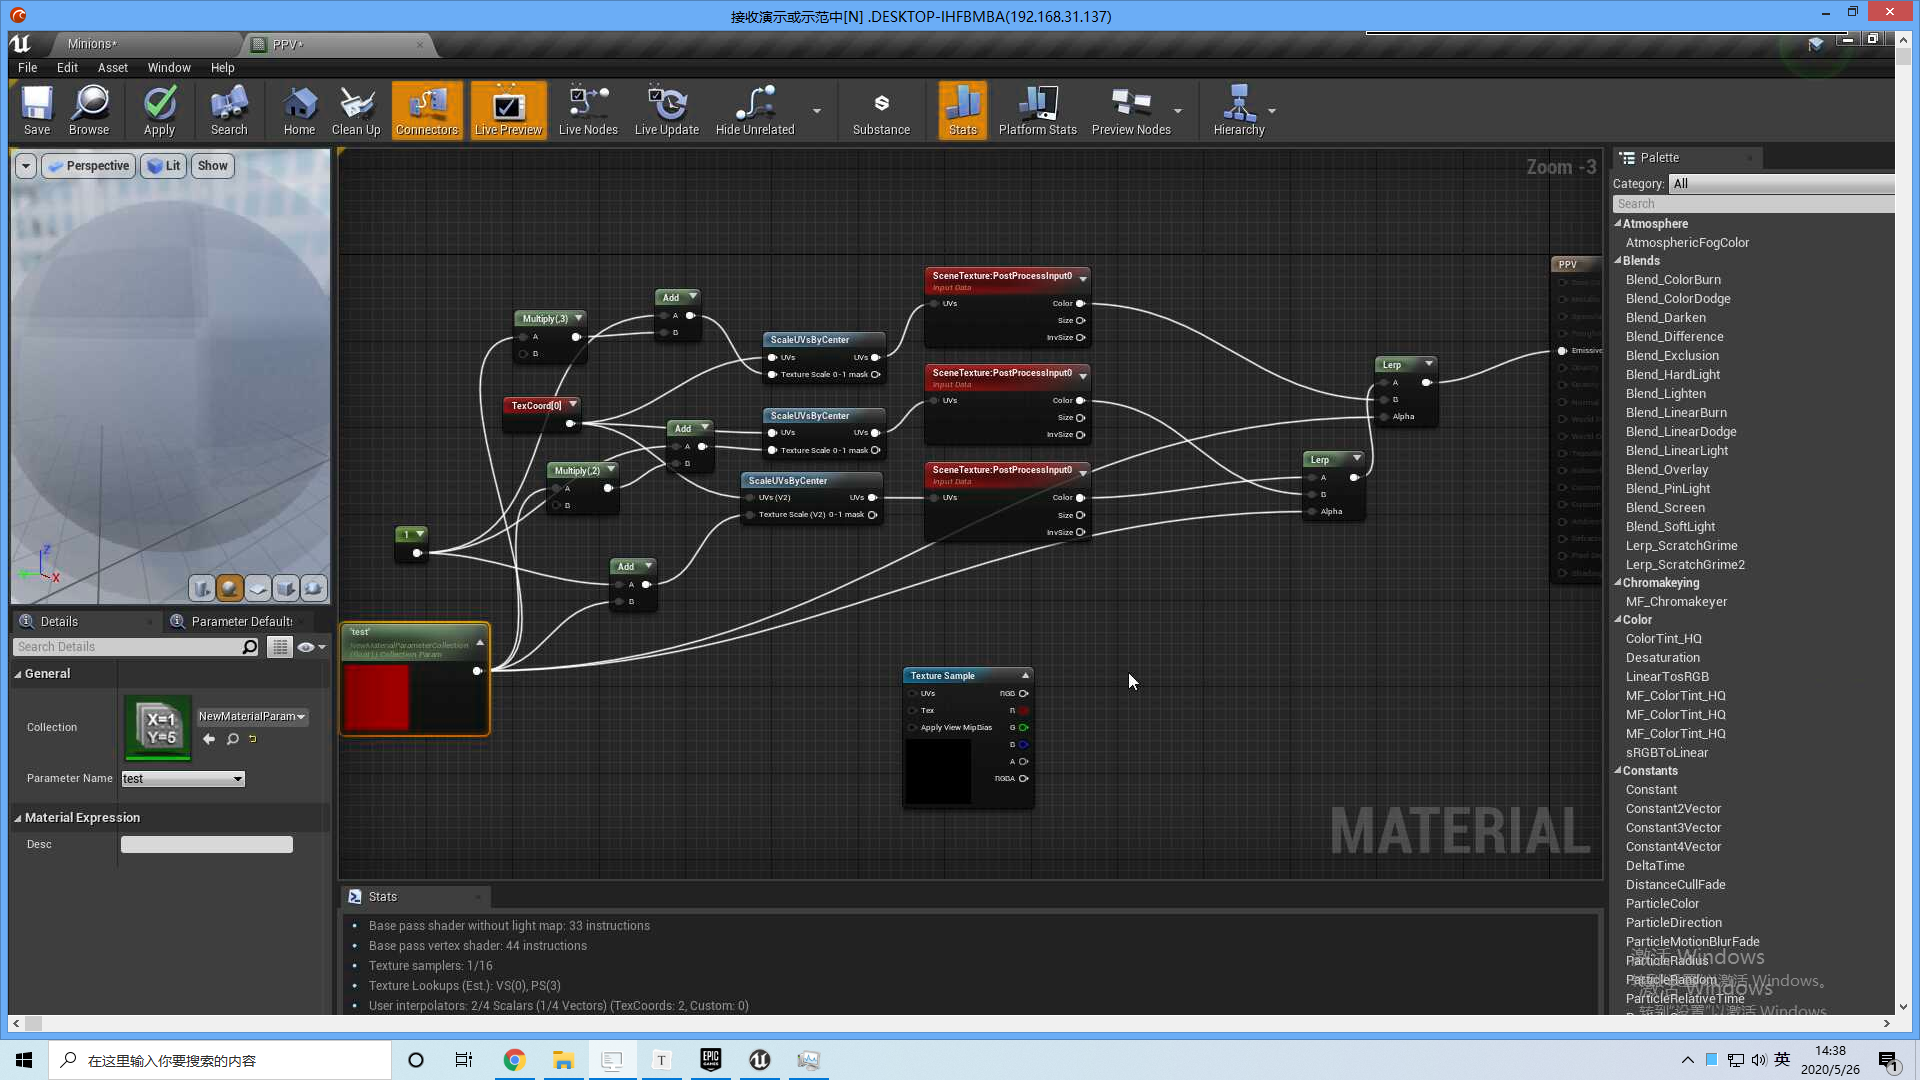 接收演示或示范中[N] .DESKTOP-IHFBMBA(192.168.31.137)
Minions*
PPV*
File Edit Asset Window Help
Save Browse Apply Search Home Clean Up Connectors Live Preview Live Nodes Live Update Hide Unrelated Substance Stats Platform Stats Preview Nodes Hierarchy
Perspective Lit Show
Zoom -3
Z
X
Details
Parameter Defaults
Search Details
General
Collection
X=1
Y=5
NewMaterialParam
Parameter Name
test
Material Expression
Desc
Multiply(,3)
A
B
Add
A
B
TexCoord[0]
Add
A
B
Multiply(,2)
A
B
1
Add
A
B
'test'
NewMaterialParameterCollection
ScaleUVsByCenter
UVs UVs
Texture Scale 0-1 mask
ScaleUVsByCenter
UVs UVs
Texture Scale 0-1 mask
ScaleUVsByCenter
UVs (V2) UVs
Texture Scale (V2) 0-1 mask
SceneTexture:PostProcessInput0
Input Data
UVs Color
Size
InvSize
SceneTexture:PostProcessInput0
Input Data
UVs Color
Size
InvSize
SceneTexture:PostProcessInput0
Input Data
UVs Color
Size
InvSize
Lerp
A
B
Alpha
Lerp
A
B
Alpha
PPV
Emissive
Texture Sample
UVs RGB
Tex R
Apply View MipBias G
B
A
RGBA
MATERIAL
Stats
Base pass shader without light map: 33 instructions
Base pass vertex shader: 44 instructions
Texture samplers: 1/16
Texture Lookups (Est.): VS(0), PS(3)
User interpolators: 2/4 Scalars (1/4 Vectors) (TexCoords: 2, Custom: 0)
Palette
Category: All
Search
Atmosphere
AtmosphericFogColor
Blends
Blend_ColorBurn
Blend_ColorDodge
Blend_Darken
Blend_Difference
Blend_Exclusion
Blend_HardLight
Blend_Lighten
Blend_LinearBurn
Blend_LinearDodge
Blend_LinearLight
Blend_Overlay
Blend_PinLight
Blend_Screen
Blend_SoftLight
Lerp_ScratchGrime
Lerp_ScratchGrime2
Chromakeying
MF_Chromakeyer
Color
ColorTint_HQ
Desaturation
LinearTosRGB
MF_ColorTint_HQ
MF_ColorTint_HQ
MF_ColorTint_HQ
sRGBToLinear
Constants
Constant
Constant2Vector
Constant3Vector
Constant4Vector
DeltaTime
DistanceCullFade
ParticleColor
ParticleDirection
ParticleMotionBlurFade
ParticleRadius
ParticleRandom
ParticleRelativeTime
激活 Windows
转到"设置"以激活 Windows。
在这里输入你要搜索的内容
英
14:38
2020/5/26
1